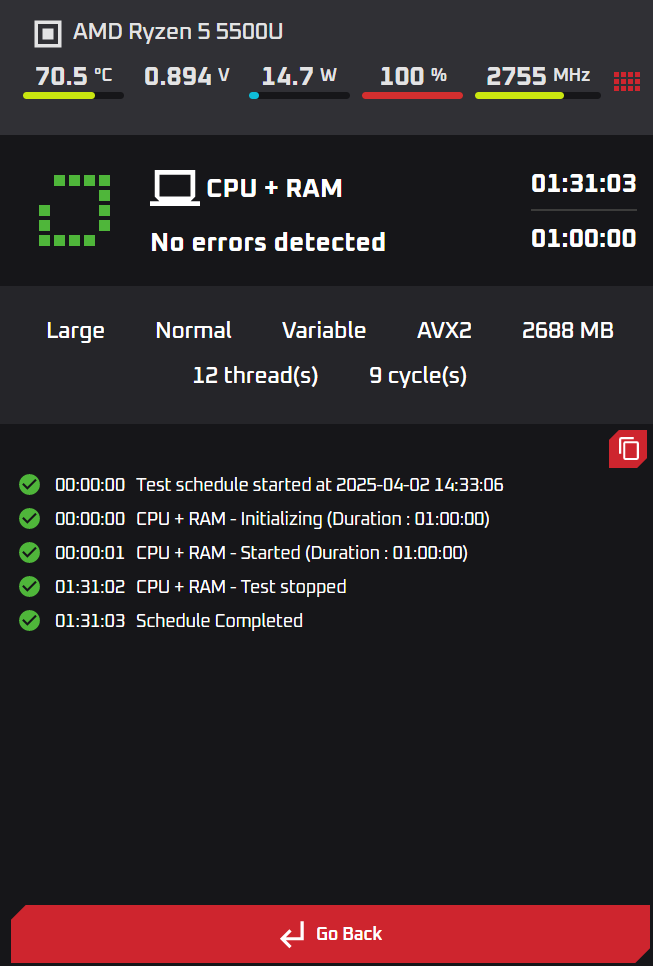 AMD Ryzen 5 5500U
70.5 ºC 0.894 V 14.7 W 100 % 2755 MHz
CPU + RAM 01:31:03
No errors detected 01:00:00
Large Normal Variable AVX2 2688 MB
12 thread(s) 9 cycle(s)
00:00:00 Test schedule started at 2025-04-02 14:33:06
00:00:00 CPU + RAM - Initializing (Duration : 01:00:00)
00:00:01 CPU + RAM - Started (Duration : 01:00:00)
01:31:02 CPU + RAM - Test stopped
01:31:03 Schedule Completed
Go Back